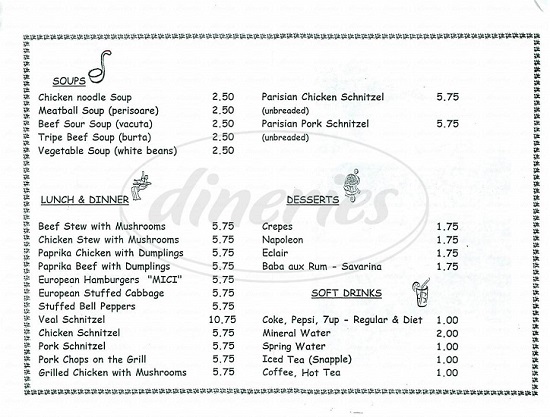 SOUPS
Chicken noodle Soup 2.50
Meatball Soup (perisoare) 2.50
Beef Sour Soup (vacuta) 2.50
Tripe Beef Soup (burta) 2.50
Vegetable Soup (white beans) 2.50
Parisian Chicken Schnitzel 5.75
(unbreaded)
Parisian Pork Schnitzel 5.75
(unbreaded)
dineries
LUNCH & DINNER
Beef Stew with Mushrooms 5.75
Chicken Stew with Mushrooms 5.75
Paprika Chicken with Dumplings 5.75
Paprika Beef with Dumplings 5.75
European Hamburgers "MICI" 5.75
European Stuffed Cabbage 5.75
Stuffed Bell Peppers 5.75
Veal Schnitzel 10.75
Chicken Schnitzel 5.75
Pork Schnitzel 5.75
Pork Chops on the Grill 5.75
Grilled Chicken with Mushrooms 5.75
DESSERTS
Crepes 1.75
Napoleon 1.75
Eclair 1.75
Baba aux Rum - Savarina 1.75
SOFT DRINKS
Coke, Pepsi, 7up - Regular & Diet 1.00
Mineral Water 2.00
Spring Water 1.00
Iced Tea (Snapple) 1.00
Coffee, Hot Tea 1.00